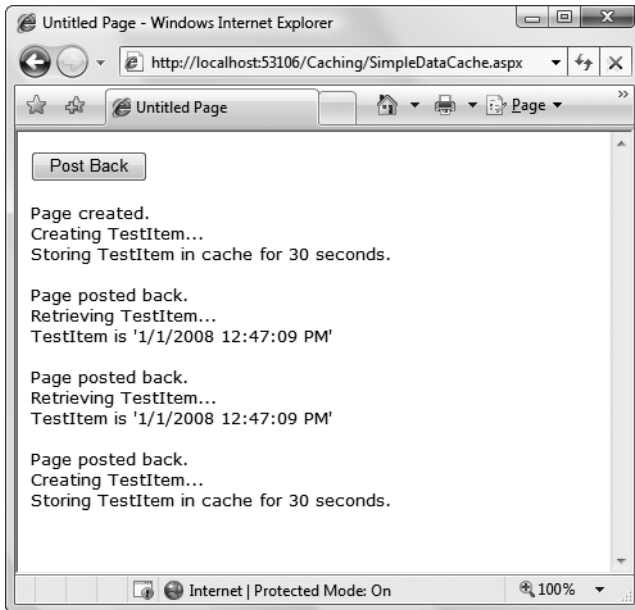 Untitled Page - Windows Internet Explorer
http://localhost:53106/Caching/SimpleDataCache.aspx
Untitled Page
Page
Post Back
Page created.
Creating TestItem...
Storing TestItem in cache for 30 seconds.
Page posted back.
Retrieving TestItem...
TestItem is '1/1/2008 12:47:09 PM'
Page posted back.
Retrieving TestItem...
TestItem is '1/1/2008 12:47:09 PM'
Page posted back.
Creating TestItem...
Storing TestItem in cache for 30 seconds.
Internet | Protected Mode: On
100%